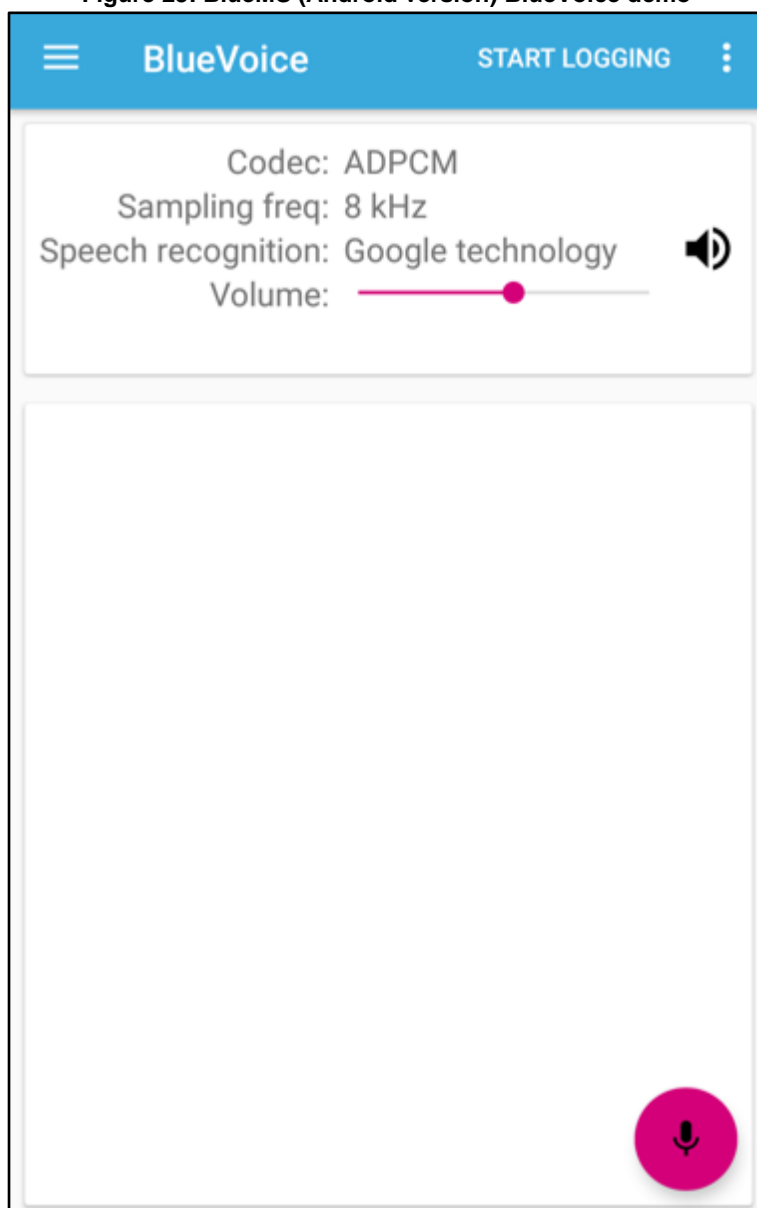 BlueVoice START LOGGING
Codec: ADPCM
Sampling freq: 8 kHz
Speech recognition: Google technology
Volume: